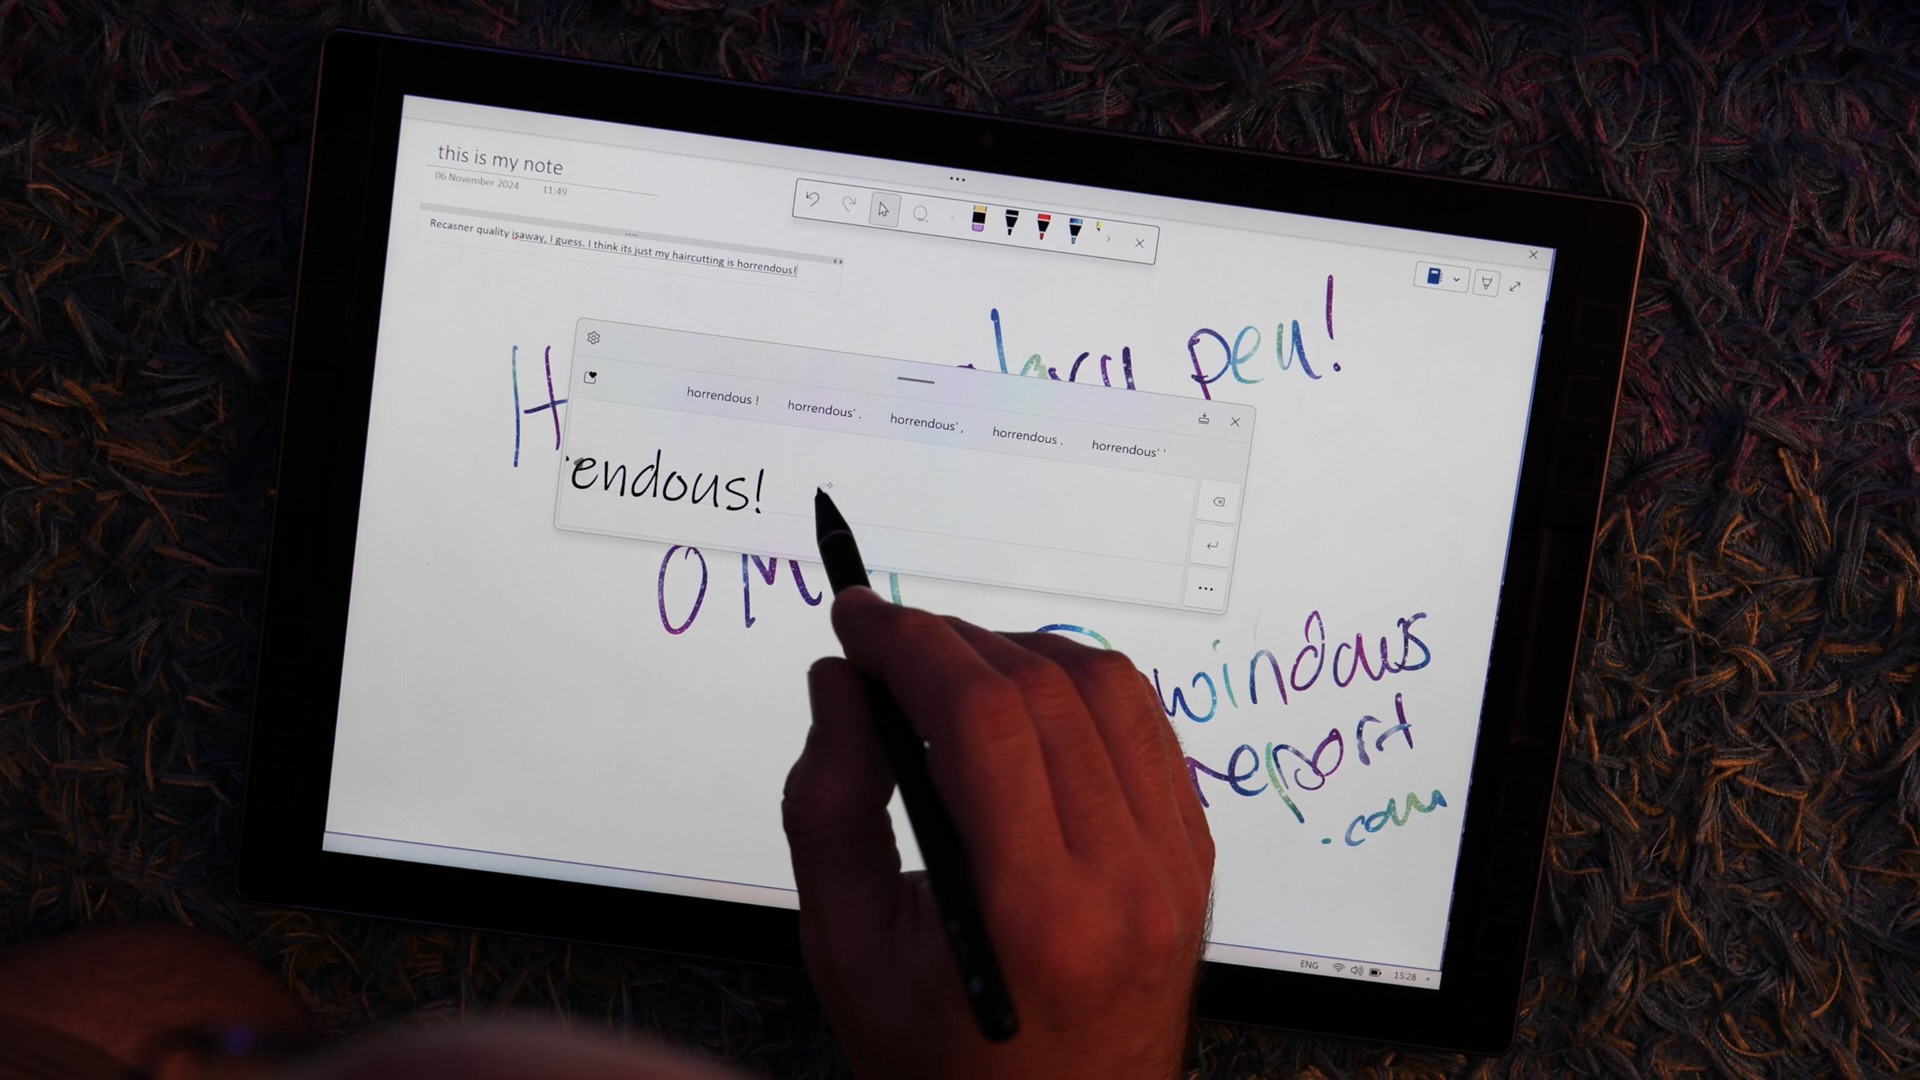 this is my note
06 November 2024 11:49
Recasner quality isaway, I guess. I think its just my haircutting is horrendous!
pen!
horrendous ! horrendous' . horrendous' , horrendous . horrendous' '
endous!
windows
report
.com
ENG 15:28